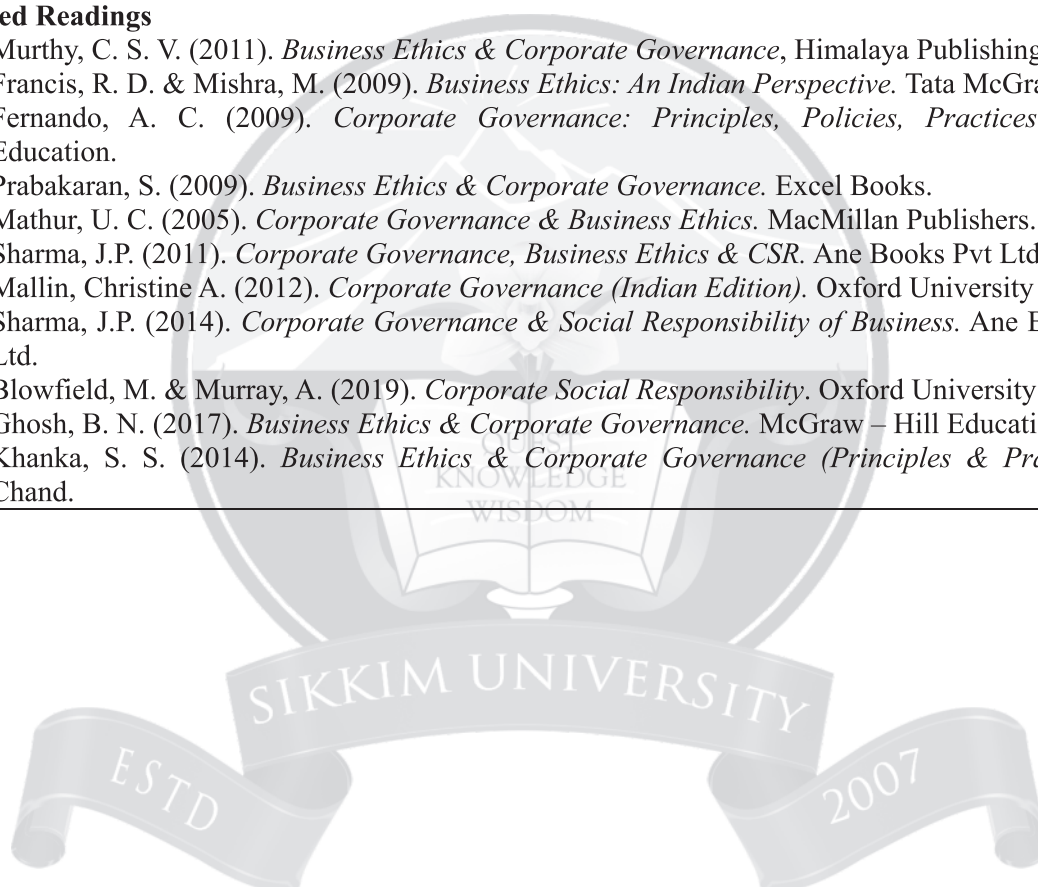 ed Readings
Murthy, C. S. V. (2011). Business Ethics & Corporate Governance, Himalaya Publishing
Francis, R. D. & Mishra, M. (2009). Business Ethics: An Indian Perspective. Tata McGra
Fernando, A. C. (2009). Corporate Governance: Principles, Policies, Practices
Education.
Prabakaran, S. (2009). Business Ethics & Corporate Governance. Excel Books.
Mathur, U. C. (2005). Corporate Governance & Business Ethics. MacMillan Publishers.
Sharma, J.P. (2011). Corporate Governance, Business Ethics & CSR. Ane Books Pvt Ltd
Mallin, Christine A. (2012). Corporate Governance (Indian Edition). Oxford University
Sharma, J.P. (2014). Corporate Governance & Social Responsibility of Business. Ane B
Ltd.
Blowfield, M. & Murray, A. (2019). Corporate Social Responsibility. Oxford University
Ghosh, B. N. (2017). Business Ethics & Corporate Governance. McGraw – Hill Educati
Khanka, S. S. (2014). Business Ethics & Corporate Governance (Principles & Pra
Chand.
QUEST
KNOWLEDGE
WISDOM
SIKKIM UNIVERSITY
ESTD
2007